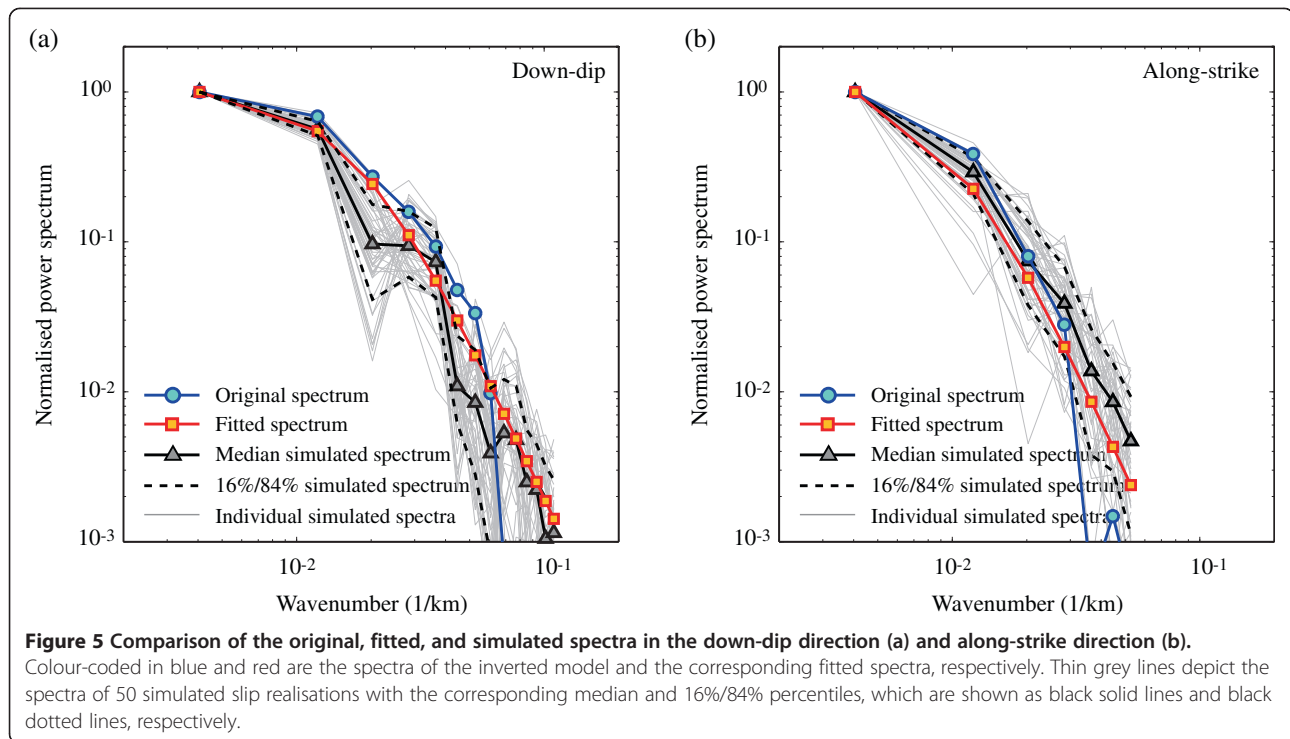 (a)
Down-dip
10⁰
10⁻¹
10⁻²
10⁻³
Normalised power spectrum
Original spectrum
Fitted spectrum
Median simulated spectrum
16%/84% simulated spectrum
Individual simulated spectra
10⁻²
10⁻¹
Wavenumber (1/km)
(b)
Along-strike
10⁰
10⁻¹
10⁻²
10⁻³
Normalised power spectrum
Original spectrum
Fitted spectrum
Median simulated spectrum
16%/84% simulated spectrum
Individual simulated spectra
10⁻²
10⁻¹
Wavenumber (1/km)
Figure 5 Comparison of the original, fitted, and simulated spectra in the down-dip direction (a) and along-strike direction (b).
Colour-coded in blue and red are the spectra of the inverted model and the corresponding fitted spectra, respectively. Thin grey lines depict the
spectra of 50 simulated slip realisations with the corresponding median and 16%/84% percentiles, which are shown as black solid lines and black
dotted lines, respectively.